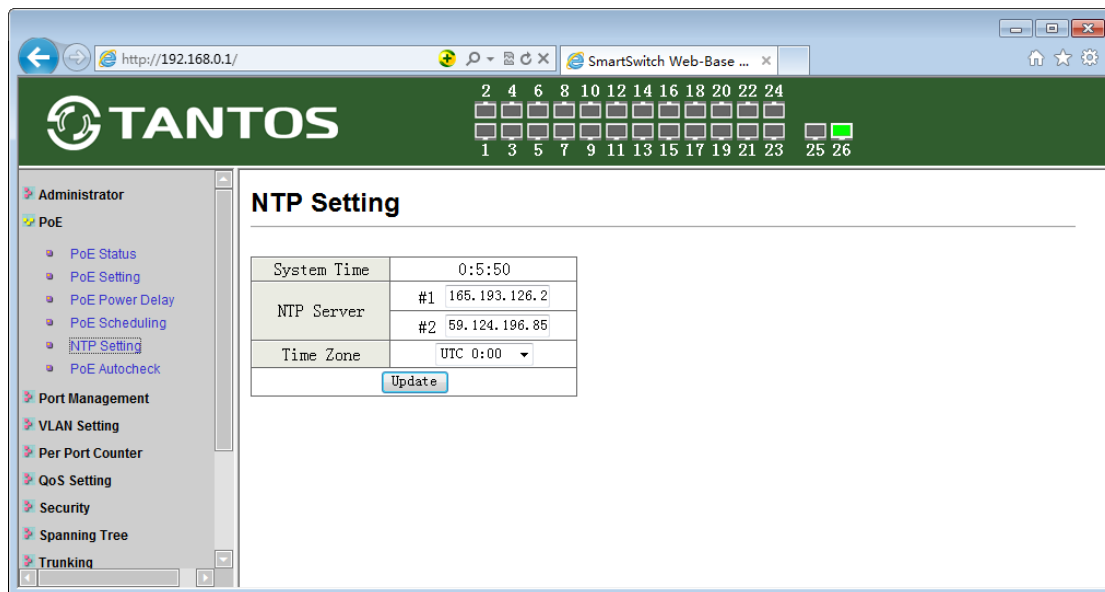 http://192.168.0.1/
SmartSwitch Web-Base ...
TANTOS
2 4 6 8 10 12 14 16 18 20 22 24
1 3 5 7 9 11 13 15 17 19 21 23 25 26
Administrator
PoE
PoE Status
PoE Setting
PoE Power Delay
PoE Scheduling
NTP Setting
PoE Autocheck
Port Management
VLAN Setting
Per Port Counter
QoS Setting
Security
Spanning Tree
Trunking
NTP Setting
System Time 0:5:50
NTP Server #1 165.193.126.2
#2 59.124.196.85
Time Zone UTC 0:00
Update